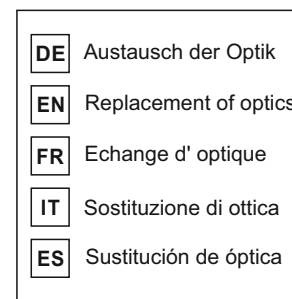 DE Austausch der Optik
EN Replacement of optics
FR Echange d' optique
IT Sostituzione di ottica
ES Sustitución de óptica